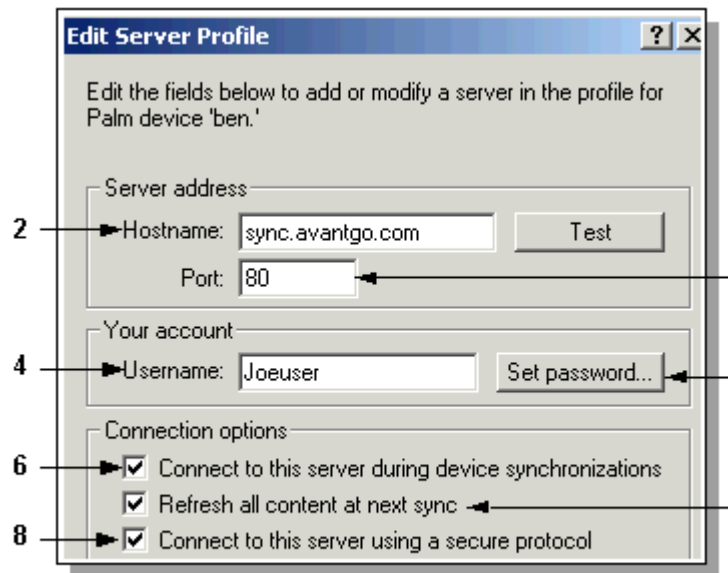 Edit Server Profile
Edit the fields below to add or modify a server in the profile for
Palm device 'ben.'
Server address
2 Hostname: sync.avantgo.com Test
Port: 80
Your account
4 Username: Joeuser Set password...
Connection options
6 Connect to this server during device synchronizations
Refresh all content at next sync
8 Connect to this server using a secure protocol